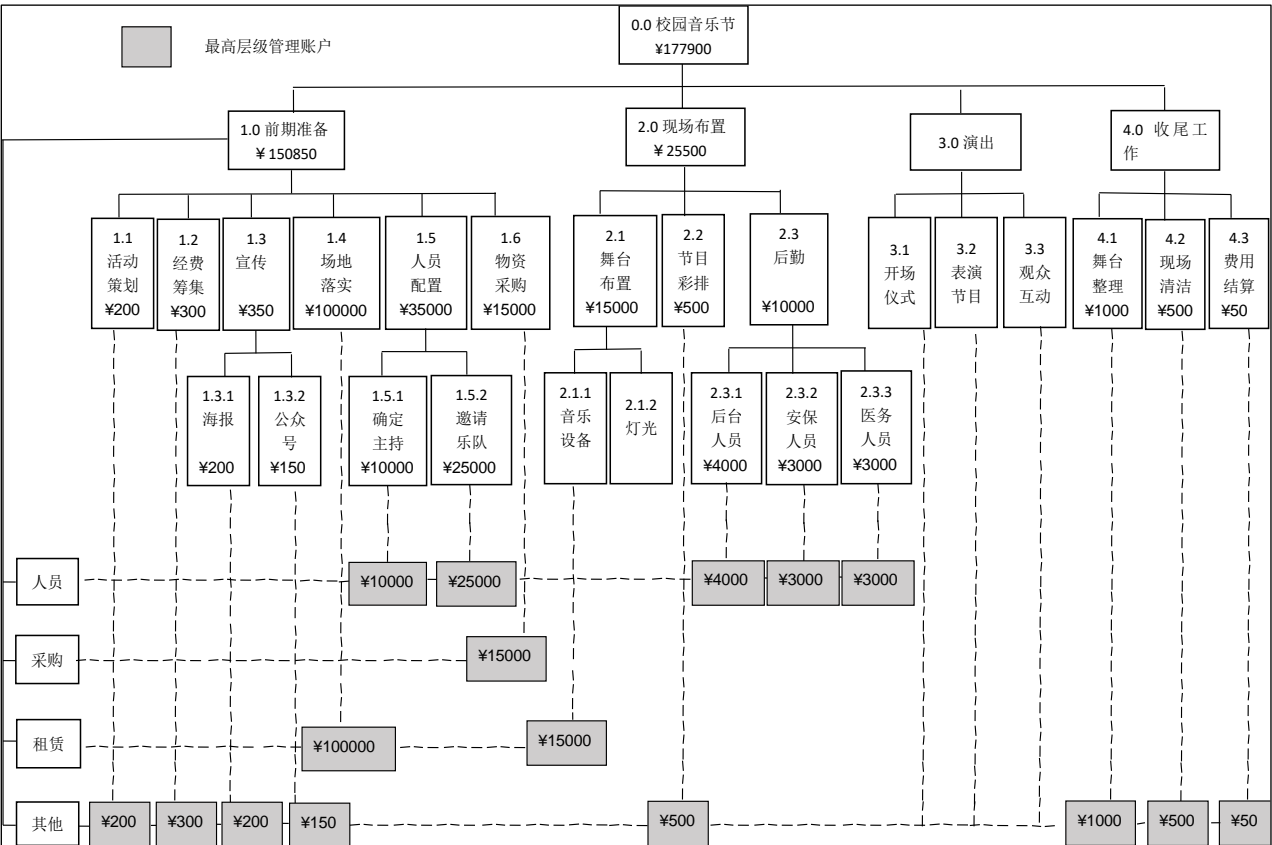 最高层级管理账户
0.0 校园音乐节
¥177900
1.0 前期准备
¥ 150850
2.0 现场布置
¥ 25500
3.0 演出
4.0 收尾工
作
1.1
活动
策划
¥200
1.2
经费
筹集
¥300
1.3
宣传
¥350
1.4
场地
落实
¥100000
1.5
人员
配置
¥35000
1.6
物资
采购
¥15000
2.1
舞台
布置
¥15000
2.2
节目
彩排
¥500
2.3
后勤
¥10000
3.1
开场
仪式
3.2
表演
节目
3.3
观众
互动
4.1
舞台
整理
¥1000
4.2
现场
清洁
¥500
4.3
费用
结算
¥50
1.3.1
海报
¥200
1.3.2
公众
号
¥150
1.5.1
确定
主持
¥10000
1.5.2
邀请
乐队
¥25000
2.1.1
音乐
设备
2.1.2
灯光
2.3.1
后台
人员
¥4000
2.3.2
安保
人员
¥3000
2.3.3
医务
人员
¥3000
人员
¥10000
¥25000
¥4000
¥3000
¥3000
采购
¥15000
租赁
¥100000
¥15000
其他
¥200
¥300
¥200
¥150
¥500
¥1000
¥500
¥50